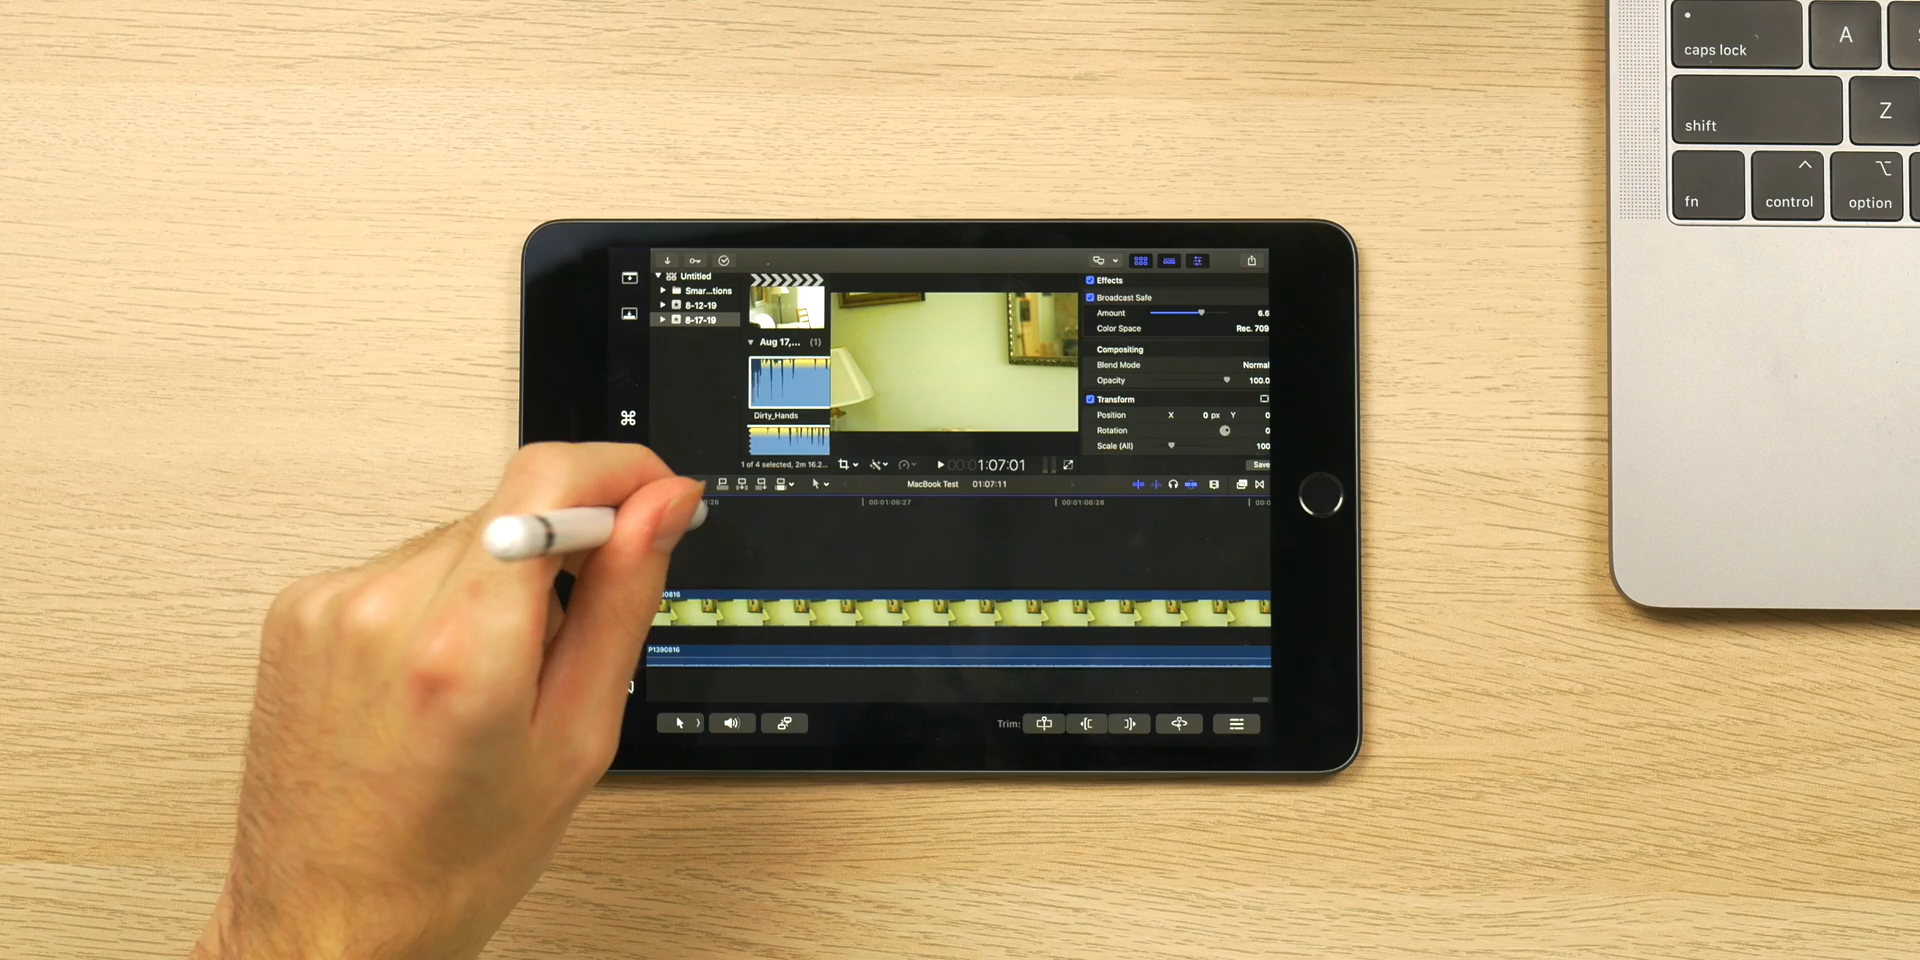 caps lock
A
shift
Z
fn
control
option
Untitled
Smar...tions
8-12-19
8-17-19
Aug 17,... (1)
Dirty_Hands
1 of 4 selected, 2m 16.2...
Effects
Broadcast Safe
Amount 6.6
Color Space Rec. 709
Compositing
Blend Mode Normal
Opacity 100.0
Transform
Position X 0 px Y 0
Rotation 0
Scale (All) 100
Save
00:01:07:01
MacBook Test 01:07:11
00:01:06:27
00:01:06:28
P1390816
Trim: